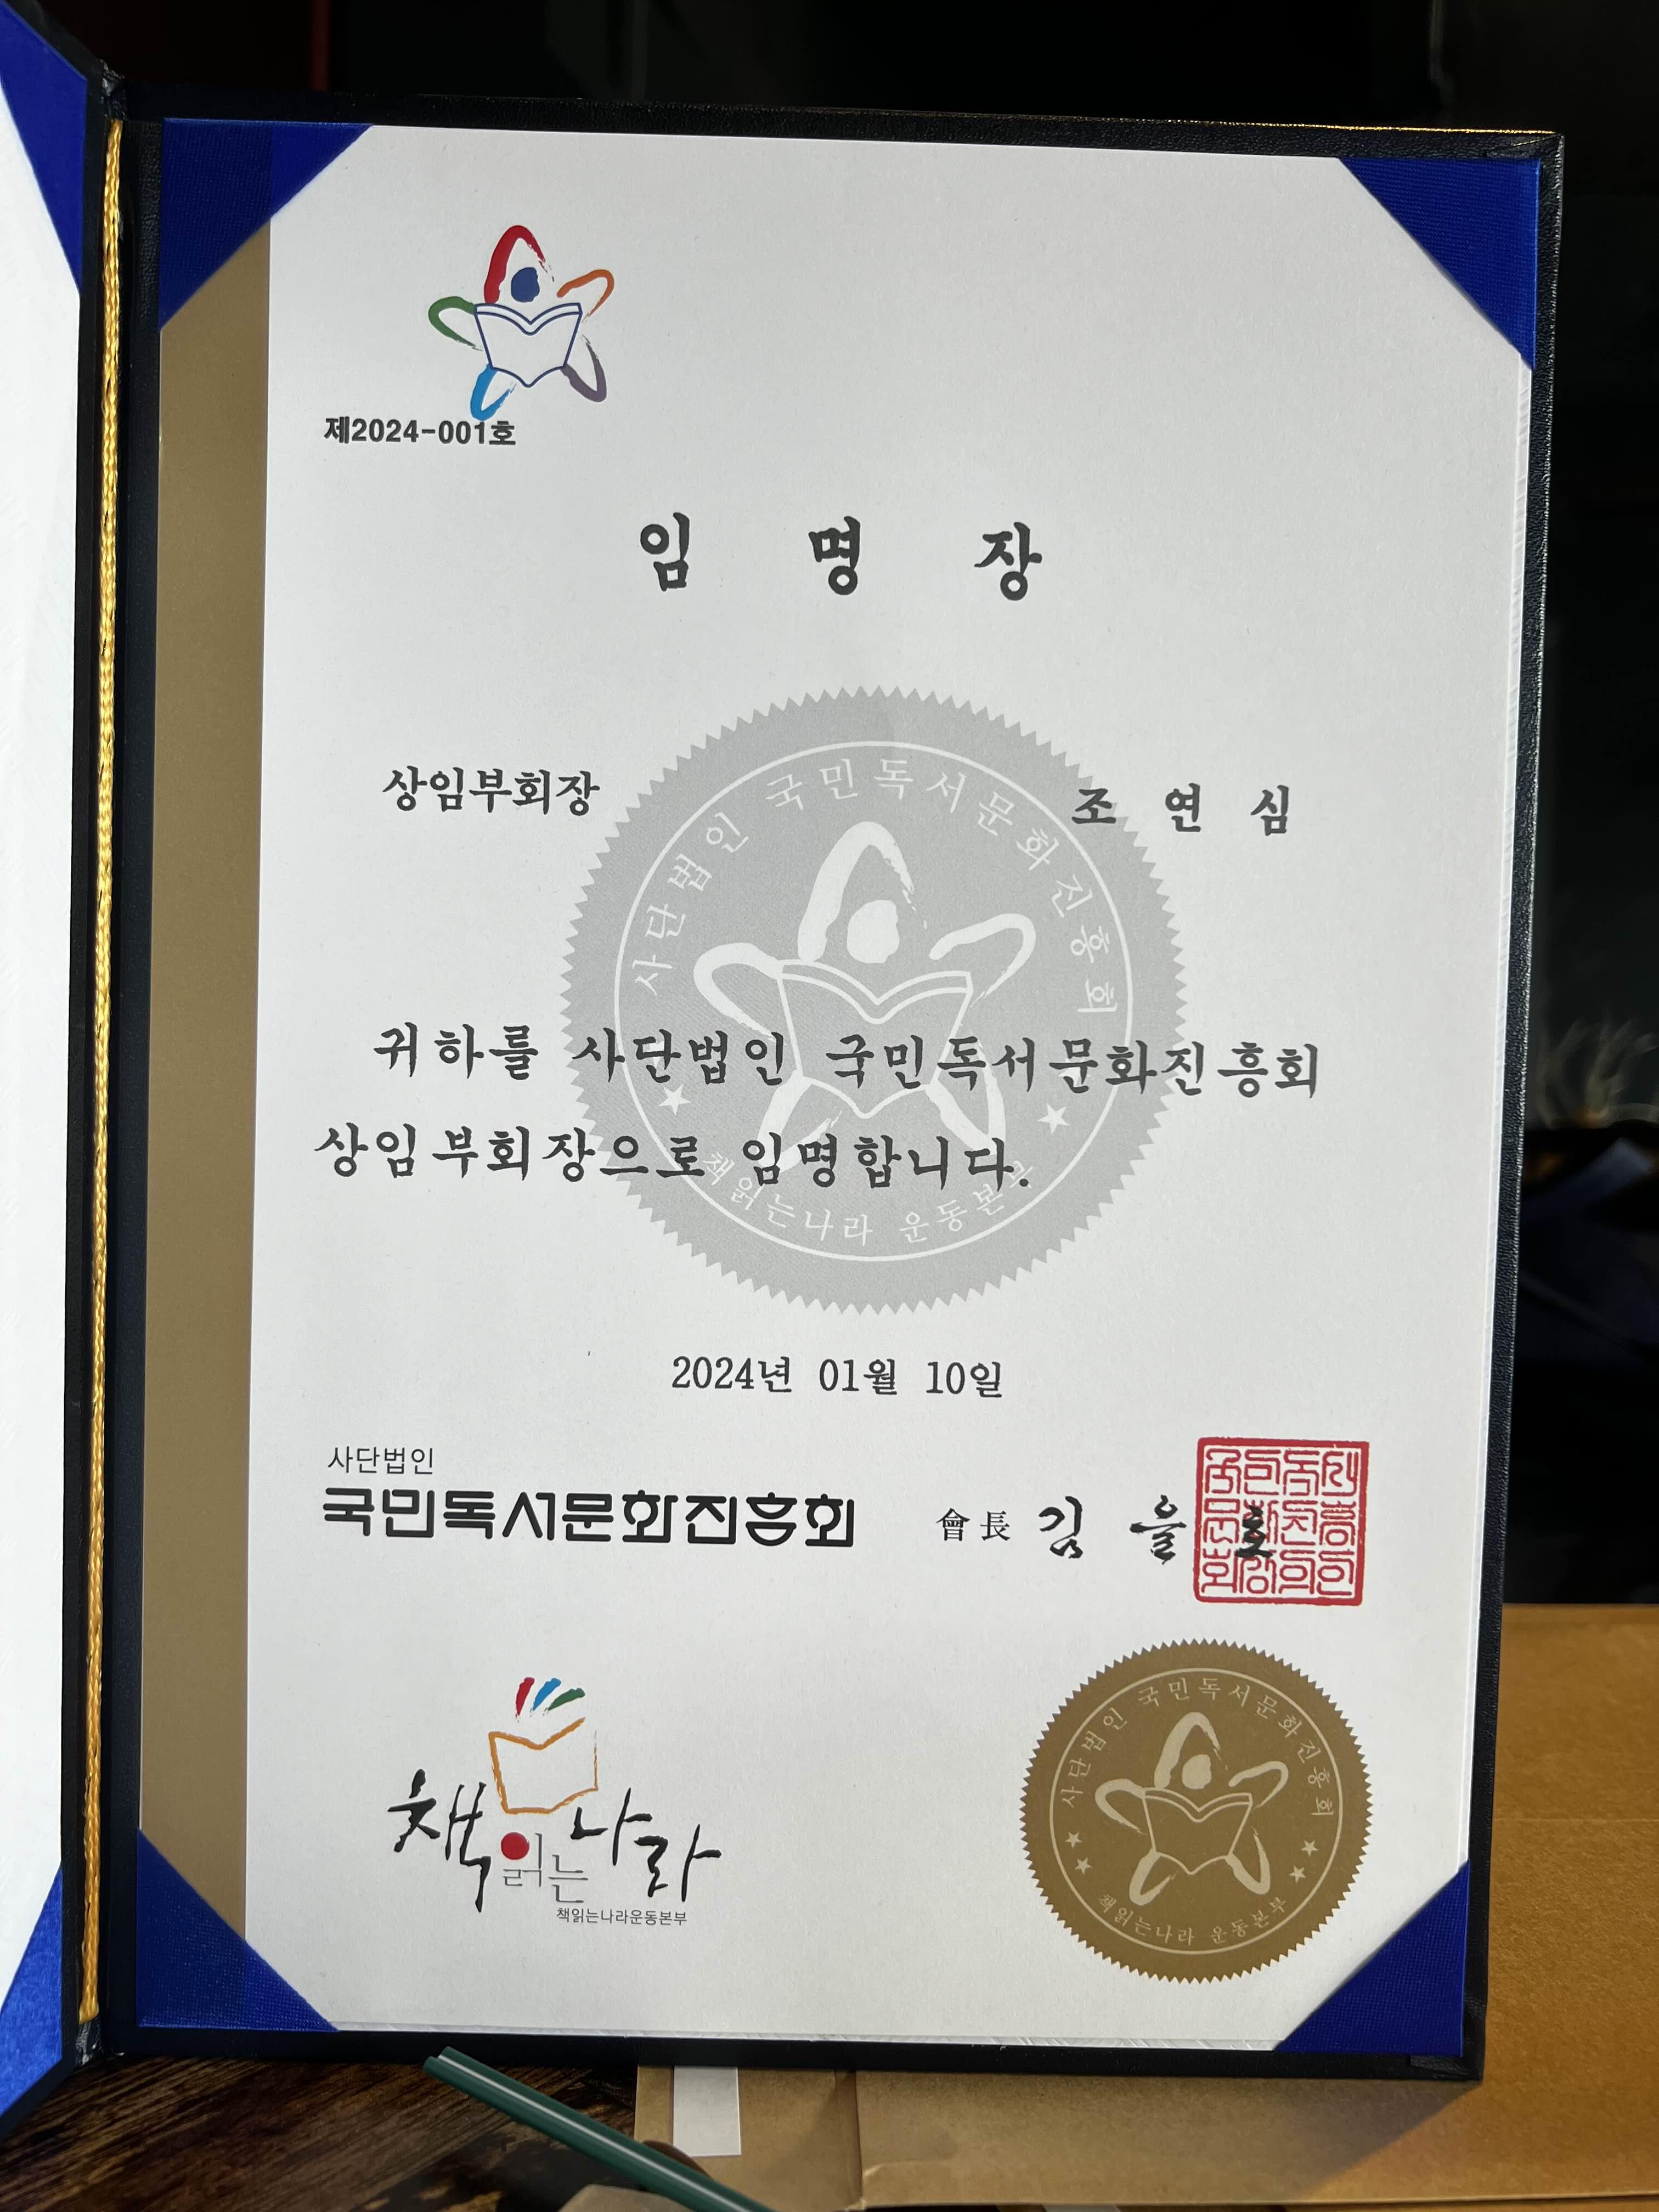 제2024-001호
임 명 장
상임부회장 조 연 심
사단법인 국민독서문화진흥회
귀하를 사단법인 국민독서문화진흥회
상임부회장으로 임명합니다.
책읽는나라 운동본부
2024년 01월 10일
사단법인
국민독서문화진흥회 會長 김 을 호
책읽는나라
책읽는나라운동본부
사단법인 국민독서문화진흥회
책읽는나라 운동본부